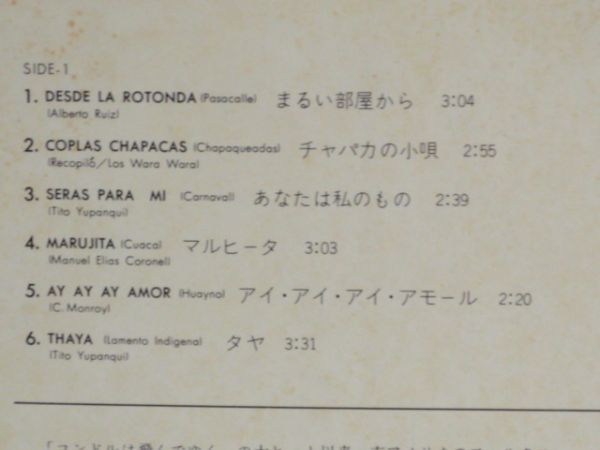 SIDE-1
1. DESDE LA ROTONDA (Pasacalle) まるい部屋から 3:04
(Alberto Ruiz)
2. COPLAS CHAPACAS (Chapaqueadas) チャパカの小唄 2:55
(Recopiló/Los Wara Wara)
3. SERAS PARA MI (Carnaval) あなたは私のもの 2:39
(Tito Yupanqui)
4. MARUJITA (Cueca) マルヒータ 3:03
(Manuel Elias Coronel)
5. AY AY AY AMOR (Huayno) アイ・アイ・アイ・アモール 2:20
(C. Monroy)
6. THAYA (Lamento Indigena) タヤ 3:31
(Tito Yupanqui)